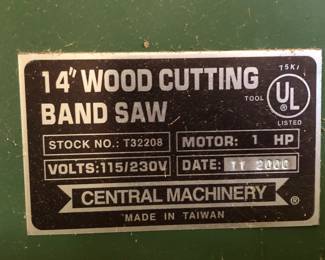 14" WOOD CUTTING
BAND SAW
75KI
TOOL
UL
®
LISTED
STOCK NO.: T32208
MOTOR: 1 HP
VOLTS:115/230V
DATE: 11 2000
CENTRAL MACHINERY ®
MADE IN TAIWAN